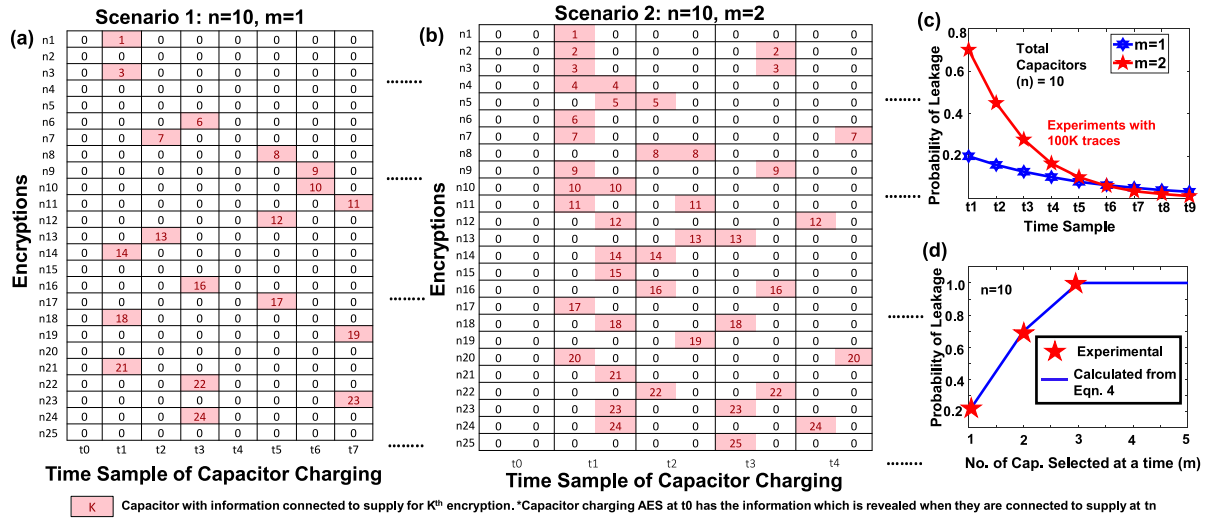 Scenario 1: n=10, m=1
(a)
Encryptions
n1 0 1 0 0 0 0 0 0
n2 0 0 0 0 0 0 0 0
n3 0 3 0 0 0 0 0 0
n4 0 0 0 0 0 0 0 0
n5 0 0 0 0 0 0 0 0
n6 0 0 0 6 0 0 0 0
n7 0 0 7 0 0 0 0 0
n8 0 0 0 0 0 8 0 0
n9 0 0 0 0 0 0 9 0
n10 0 0 0 0 0 0 10 0
n11 0 0 0 0 0 0 0 11
n12 0 0 0 0 0 12 0 0
n13 0 0 13 0 0 0 0 0
n14 0 14 0 0 0 0 0 0
n15 0 0 0 0 0 0 0 0
n16 0 0 0 16 0 0 0 0
n17 0 0 0 0 0 17 0 0
n18 0 18 0 0 0 0 0 0
n19 0 0 0 0 0 0 0 19
n20 0 0 0 0 0 0 0 0
n21 0 21 0 0 0 0 0 0
n22 0 0 0 22 0 0 0 0
n23 0 0 0 0 0 0 0 23
n24 0 0 0 24 0 0 0 0
n25 0 0 0 0 0 0 0 0
t0 t1 t2 t3 t4 t5 t6 t7
Time Sample of Capacitor Charging
........
........
........
........
Scenario 2: n=10, m=2
(b)
Encryptions
n1 0 0 1 0 0 0 0 0 0 0
n2 0 0 2 0 0 0 0 2 0 0
n3 0 0 3 0 0 0 0 3 0 0
n4 0 0 4 4 0 0 0 0 0 0
n5 0 0 0 5 5 0 0 0 0 0
n6 0 0 6 0 0 0 0 0 0 0
n7 0 0 7 0 0 0 0 0 0 7
n8 0 0 0 0 8 8 0 0 0 0
n9 0 0 9 0 0 0 0 9 0 0
n10 0 0 10 10 0 0 0 0 0 0
n11 0 0 11 0 0 11 0 0 0 0
n12 0 0 0 12 0 0 0 0 12 0
n13 0 0 0 0 0 13 13 0 0 0
n14 0 0 0 14 14 0 0 0 0 0
n15 0 0 0 15 0 0 0 0 0 0
n16 0 0 0 0 16 0 0 16 0 0
n17 0 0 17 0 0 0 0 0 0 0
n18 0 0 0 18 0 0 18 0 0 0
n19 0 0 0 0 0 19 0 0 0 0
n20 0 0 20 0 0 0 0 0 0 20
n21 0 0 0 21 0 0 0 0 0 0
n22 0 0 0 0 22 0 0 22 0 0
n23 0 0 0 23 0 0 23 0 0 0
n24 0 0 0 24 0 0 0 0 24 0
n25 0 0 0 0 0 0 25 0 0 0
t0 t1 t2 t3 t4
Time Sample of Capacitor Charging
........
........
........
........
(c)
Probability of Leakage
0.8
0.6
0.4
0.2
Total
Capacitors
(n) = 10
m=1
m=2
Experiments with
100K traces
t1 t2 t3 t4 t5 t6 t7 t8 t9
Time Sample
(d)
Probability of Leakage
1.0
0.8
0.6
0.4
0.2
n=10
Experimental
Calculated from
Eqn. 4
1 2 3 4 5
No. of Cap. Selected at a time (m)
K Capacitor with information connected to supply for Kth encryption. *Capacitor charging AES at t0 has the information which is revealed when they are connected to supply at tn